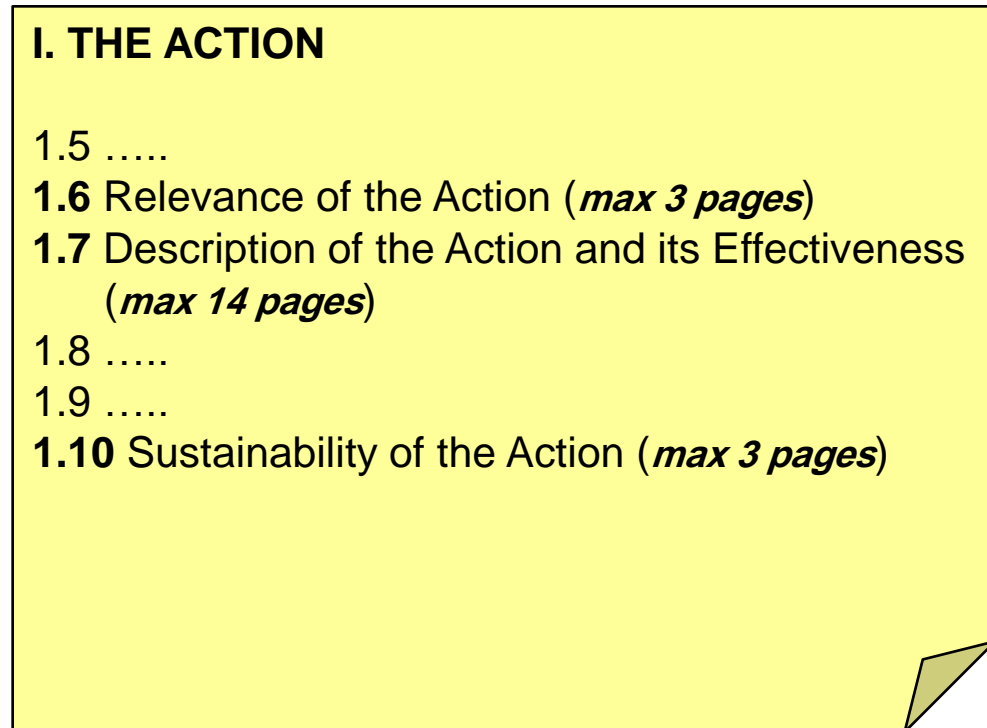 I. THE ACTION
1.5 …..
1.6 Relevance of the Action (max 3 pages)
1.7 Description of the Action and its Effectiveness
(max 14 pages)
1.8 …..
1.9 …..
1.10 Sustainability of the Action (max 3 pages)